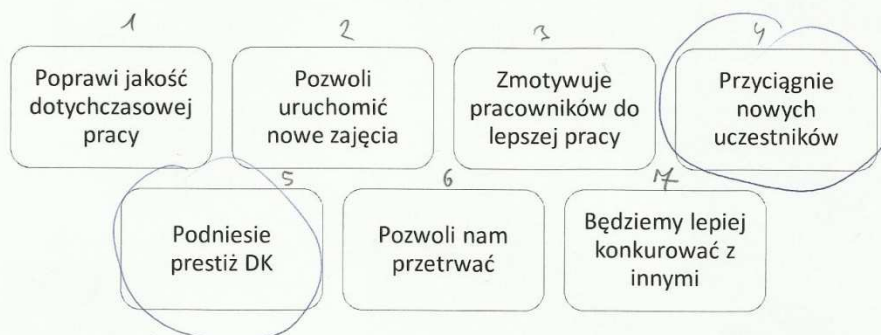 1
Poprawi jakość
dotychczasowej
pracy
2
Pozwoli
uruchomić
nowe zajęcia
3
Zmotywuje
pracowników do
lepszej pracy
4
Przyciągnie
nowych
uczestników
5
Podniesie
prestiż DK
6
Pozwoli nam
przetrwać
7
Będziemy lepiej
konkurować z
innymi